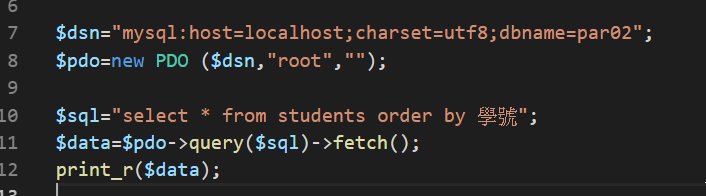 6
7 $dsn="mysql:host=localhost;charset=utf8;dbname=par02";
8 $pdo=new PDO ($dsn,"root","");
9
10 $sql="select * from students order by 學號";
11 $data=$pdo->query($sql)->fetch();
12 print_r($data);
13